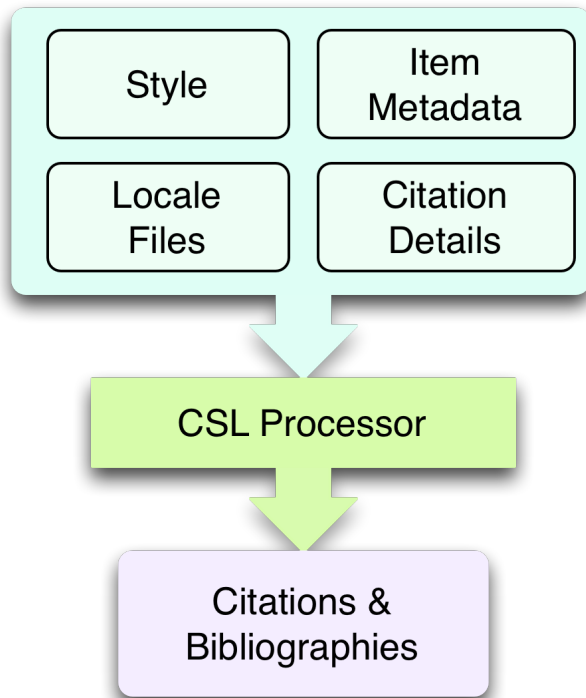 Style
Item
Metadata
Locale
Files
Citation
Details
CSL Processor
Citations &
Bibliographies